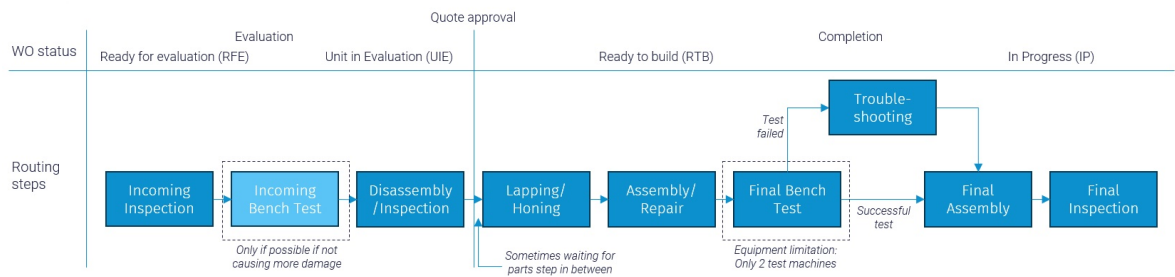 Quote approval
Evaluation
Completion
WO status
Ready for evaluation (RFE)
Unit in Evaluation (UIE)
Ready to build (RTB)
In Progress (IP)
Trouble-
shooting
Test
failed
Routing
steps
Incoming
Inspection
Incoming
Bench Test
Disassembly
/Inspection
Lapping/
Honing
Assembly/
Repair
Final Bench
Test
Final
Assembly
Final
Inspection
Successful
test
Only if possible if not
causing more damage
Sometimes waiting for
parts step in between
Equipment limitation:
Only 2 test machines